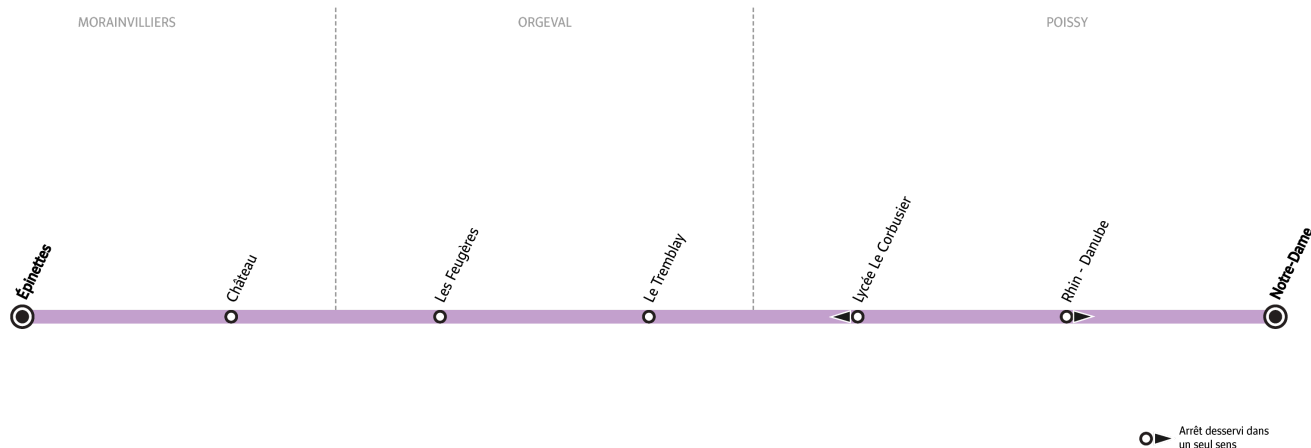 MORAINVILLIERS
ORGEVAL
POISSY
Épinettes
Château
Les Feugères
Le Tremblay
Lycée Le Corbusier
Rhin - Danube
Notre-Dame
Arrêt desservi dans
un seul sens